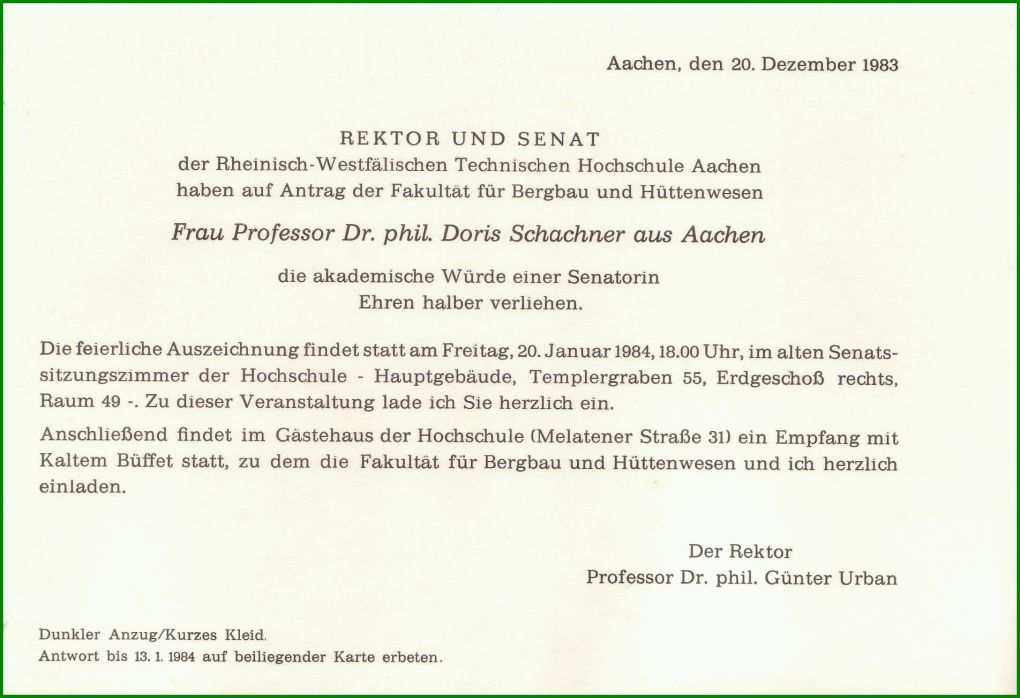 Aachen, den 20. Dezember 1983
REKTOR UND SENAT
der Rheinisch-Westfälischen Technischen Hochschule Aachen
haben auf Antrag der Fakultät für Bergbau und Hüttenwesen
Frau Professor Dr. phil. Doris Schachner aus Aachen
die akademische Würde einer Senatorin
Ehren halber verliehen.
Die feierliche Auszeichnung findet statt am Freitag, 20. Januar 1984, 18.00 Uhr, im alten Senats-
sitzungszimmer der Hochschule - Hauptgebäude, Templergraben 55, Erdgeschoß rechts,
Raum 49 -. Zu dieser Veranstaltung lade ich Sie herzlich ein.
Anschließend findet im Gästehaus der Hochschule (Melatener Straße 31) ein Empfang mit
Kaltem Büffet statt, zu dem die Fakultät für Bergbau und Hüttenwesen und ich herzlich
einladen.
Der Rektor
Professor Dr. phil. Günter Urban
Dunkler Anzug/Kurzes Kleid.
Antwort bis 13. 1. 1984 auf beiliegender Karte erbeten.